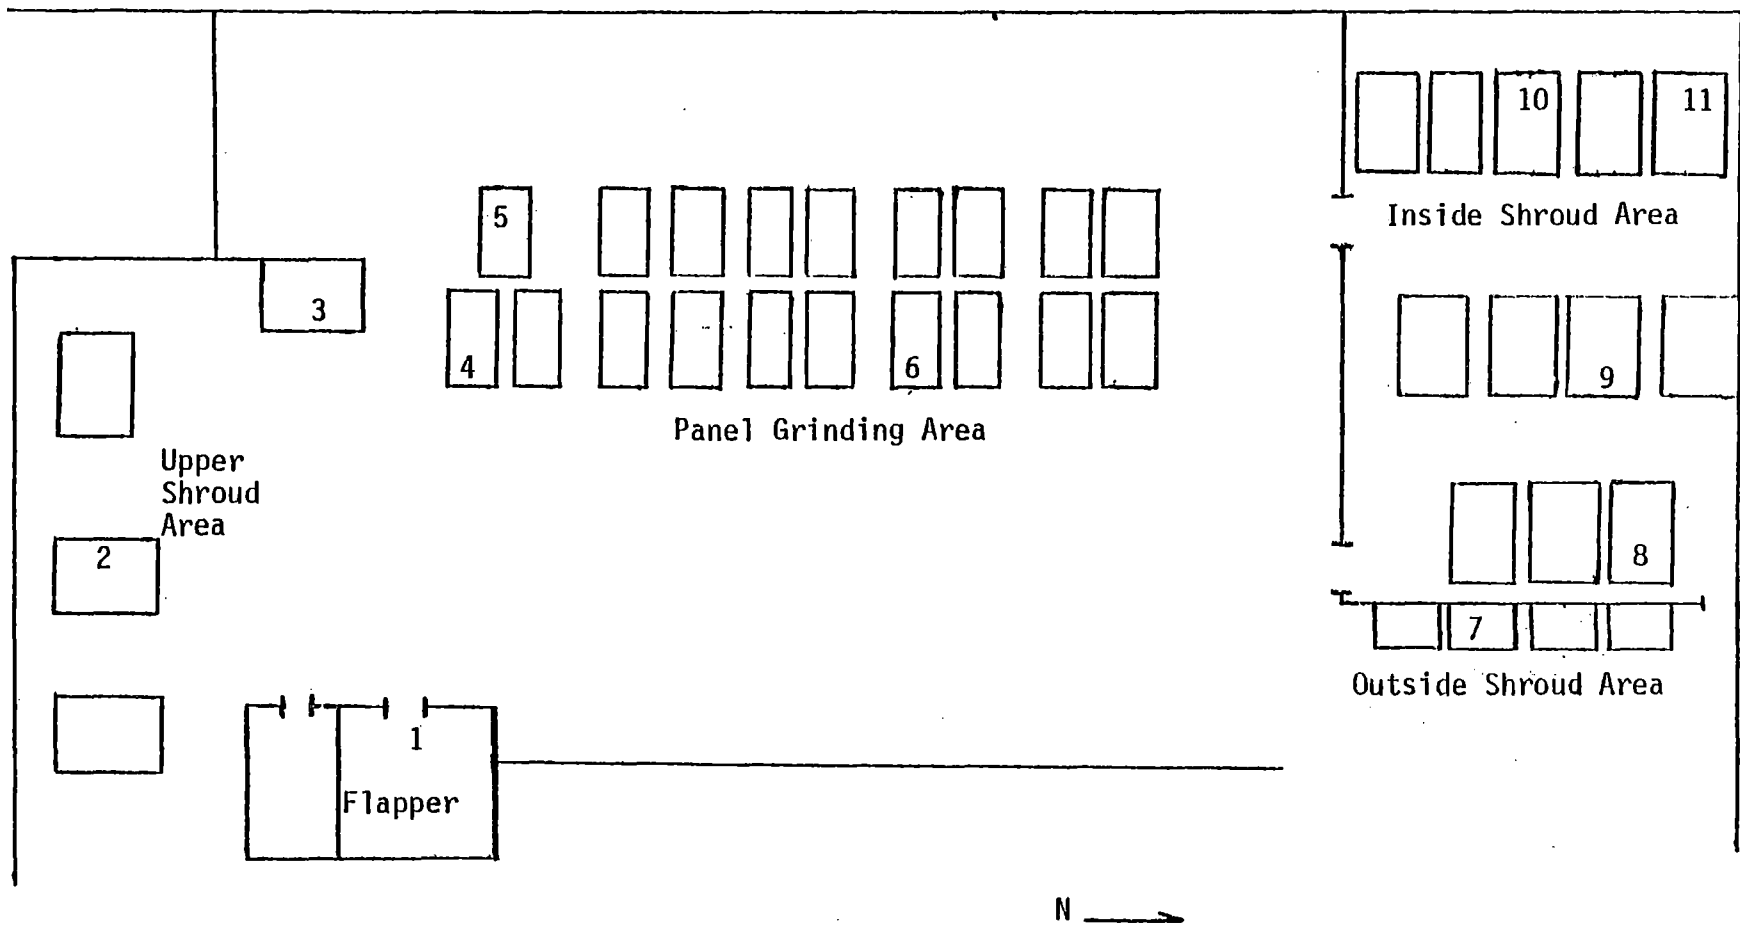 10
11
5
Inside Shroud Area
3
4
6
9
Panel Grinding Area
Upper
Shroud
Area
2
8
7
Outside Shroud Area
1
Flapper
N